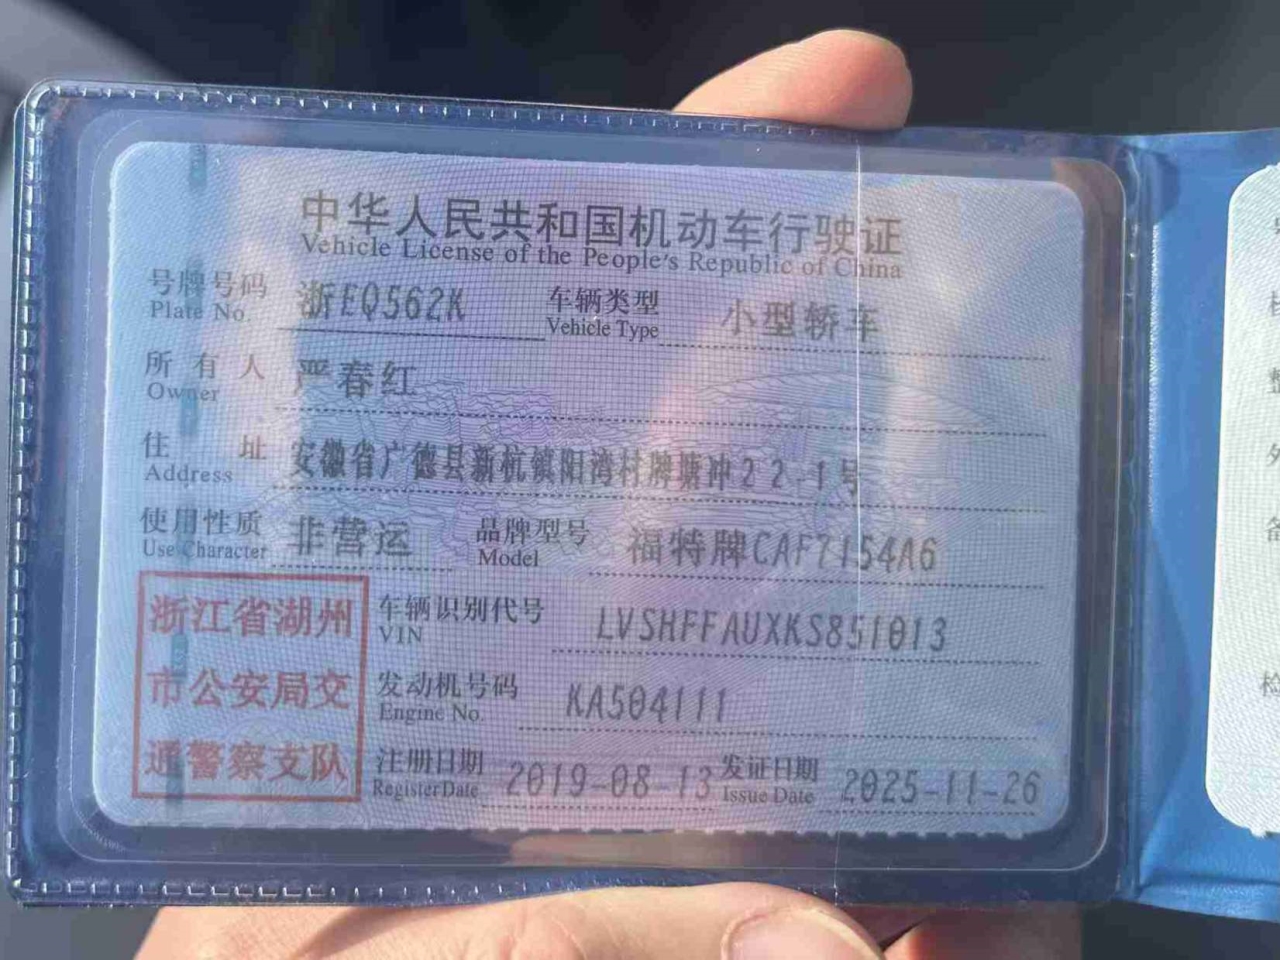 中华人民共和国机动车行驶证
Vehicle License of the People's Republic of China
号牌号码 浙EQ562K 车辆类型 小型轿车
Plate No. Vehicle Type
所有人 严春红
Owner
住址 安徽省广德县新杭镇阳湾村牌塘冲22-1号
Address
使用性质 非营运 品牌型号 福特牌CAF7154A6
Use Character Model
浙江省湖州 车辆识别代号 LVSHFFAUXKS851013
VIN
市公安局交 发动机号码 KA504111
Engine No.
通警察支队 注册日期 2019-08-13 发证日期 2025-11-26
Register Date Issue Date
整
外
检